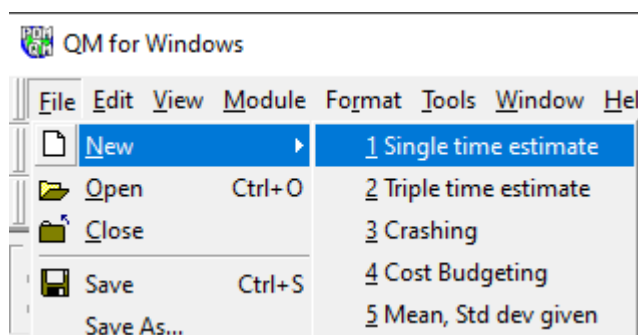 QM for Windows
File Edit View Module Format Tools Window Hel
New 1 Single time estimate
Open Ctrl+O 2 Triple time estimate
Close 3 Crashing
Save Ctrl+S 4 Cost Budgeting
Save As... 5 Mean, Std dev given